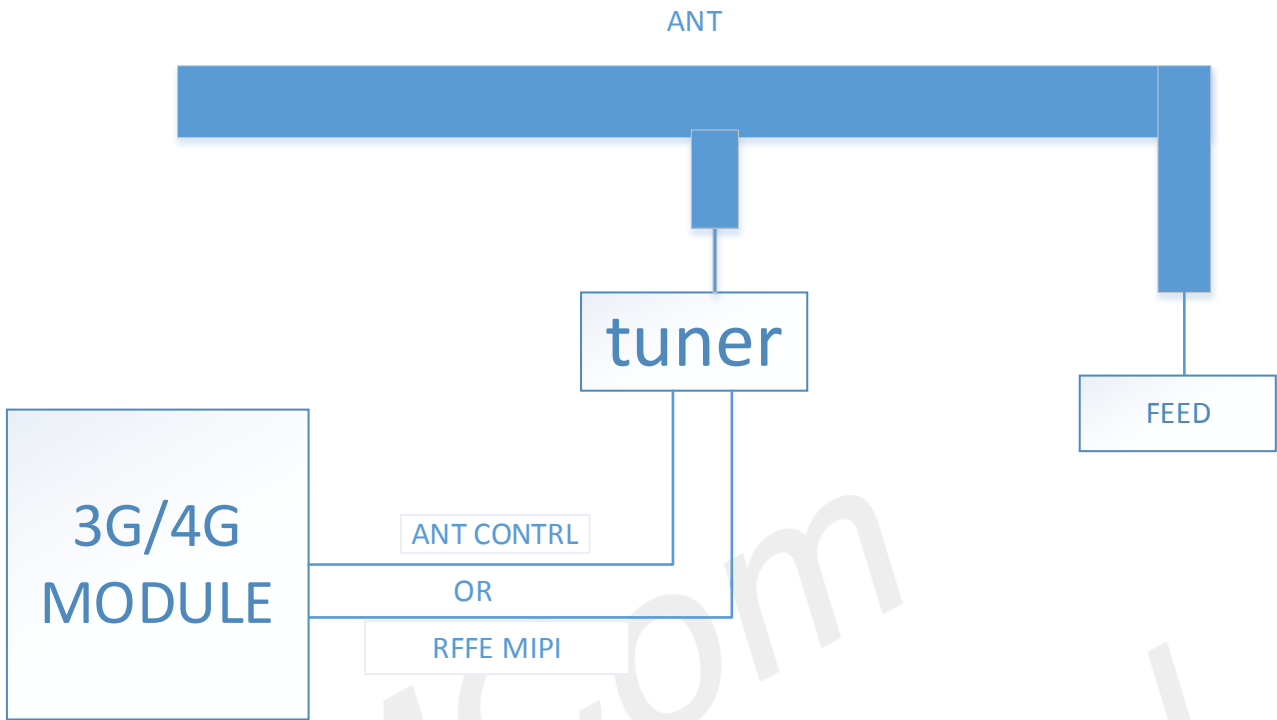 ANT
tuner
FEED
3G/4G
MODULE
ANT CONTRL
OR
RFFE MIPI